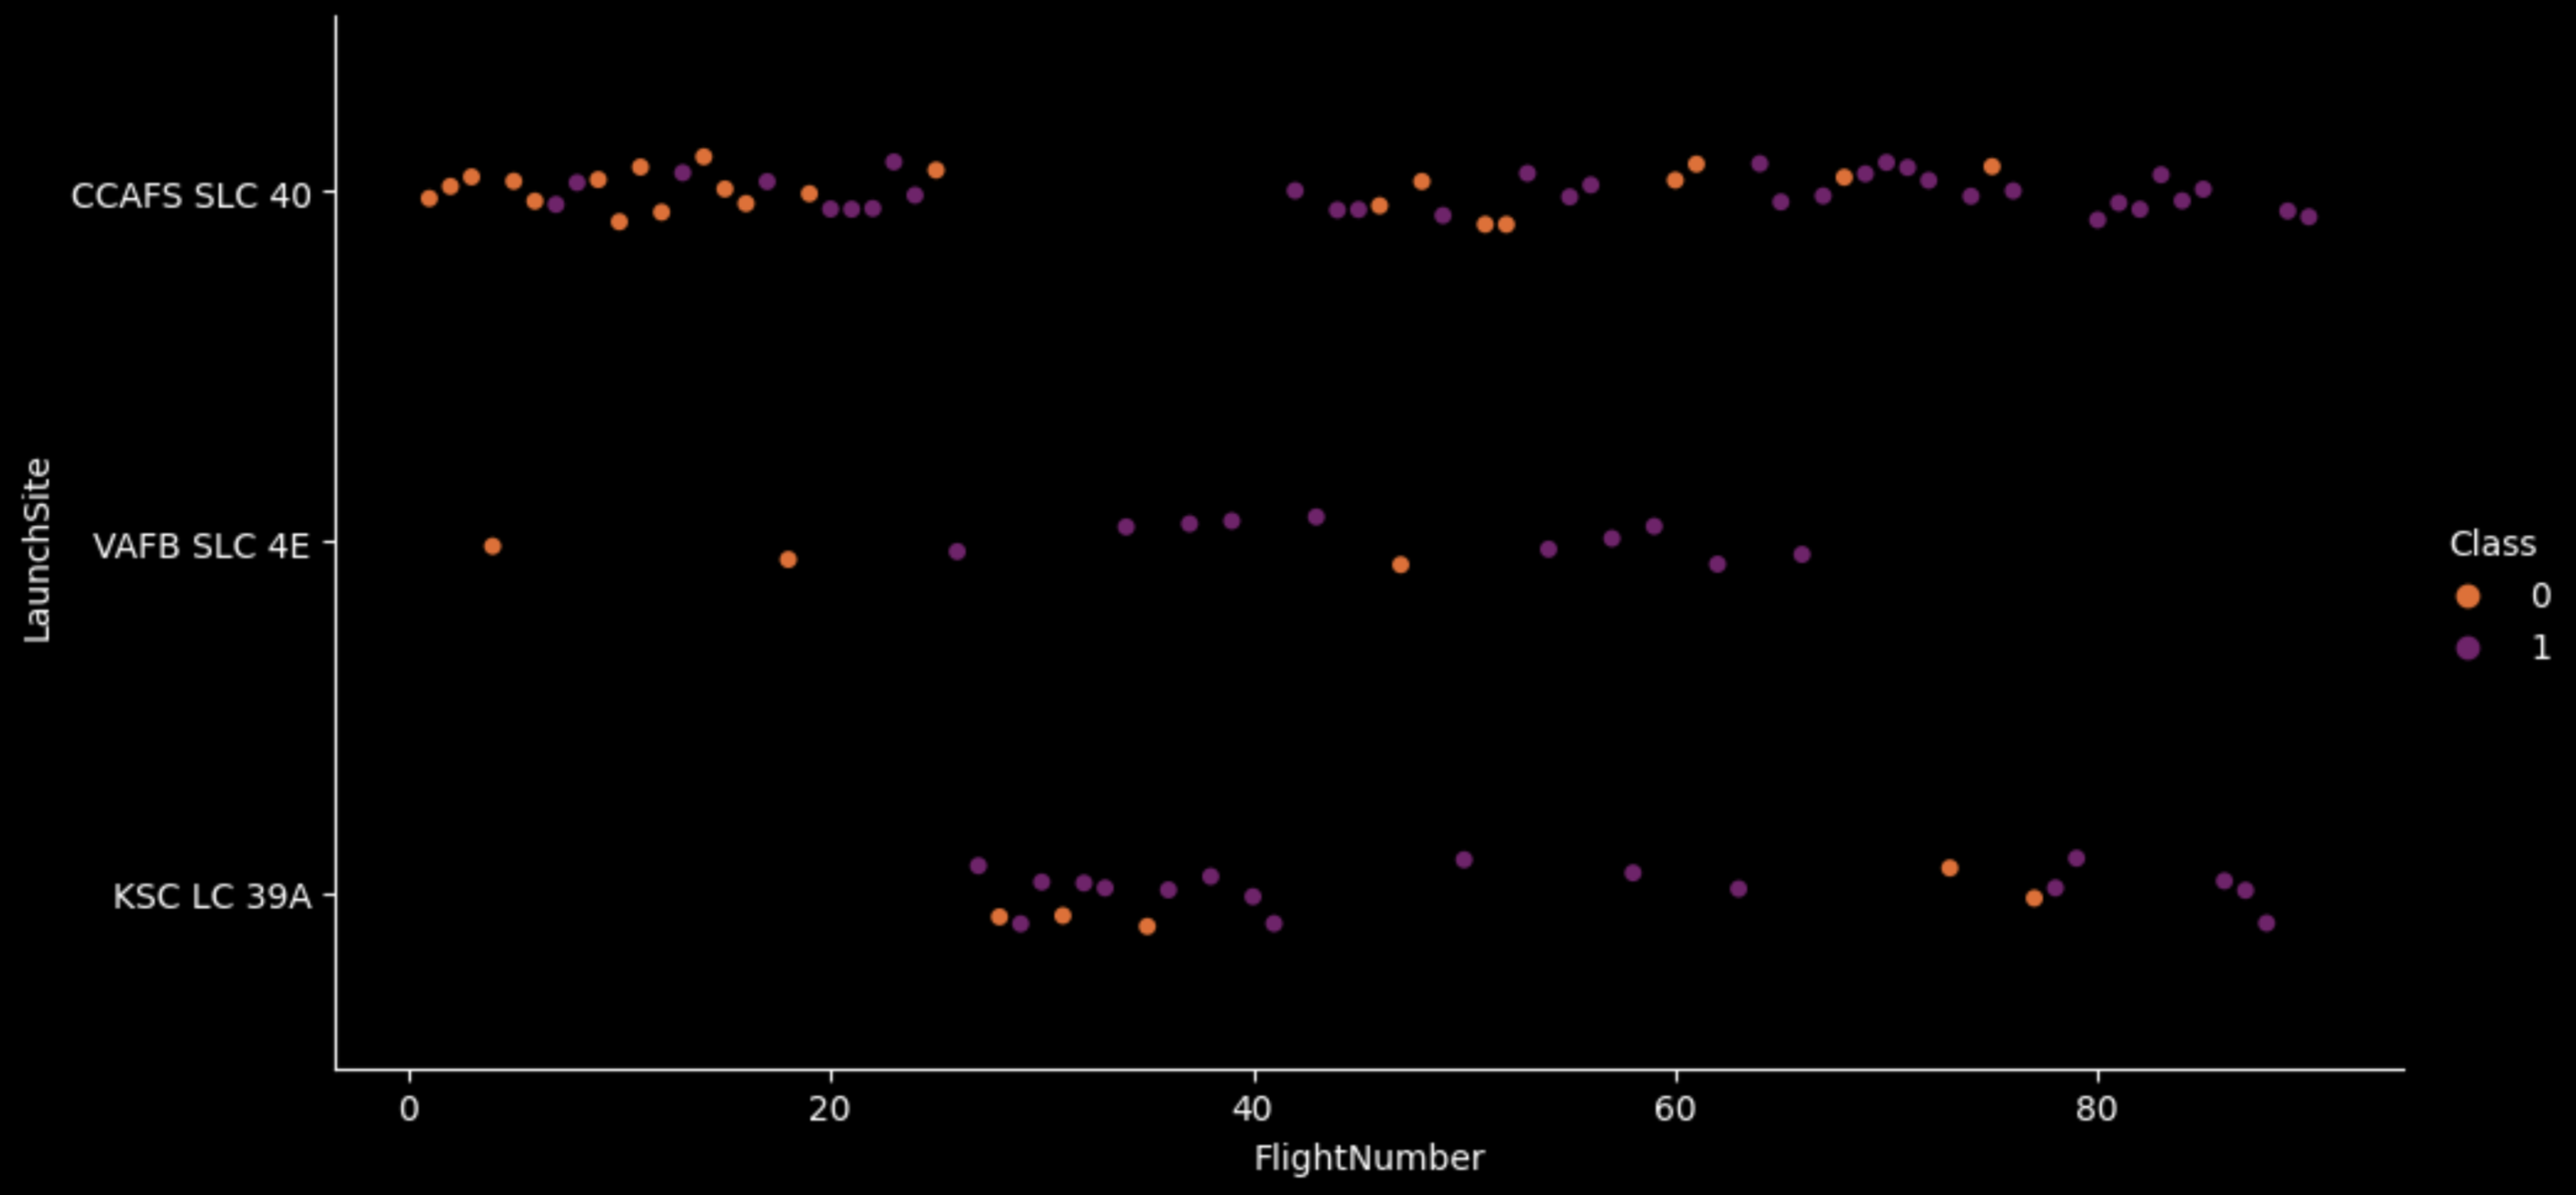 CCAFS SLC 40
VAFB SLC 4E
KSC LC 39A
LaunchSite
0
20
40
60
80
FlightNumber
Class
0
1